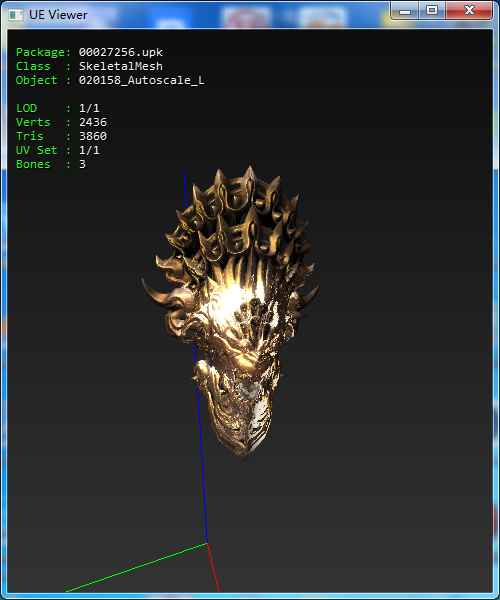 UE Viewer
Package: 00027256.upk
Class : SkeletalMesh
Object : 020158_Autoscale_L
LOD : 1/1
Verts : 2436
Tris : 3860
UV Set : 1/1
Bones : 3